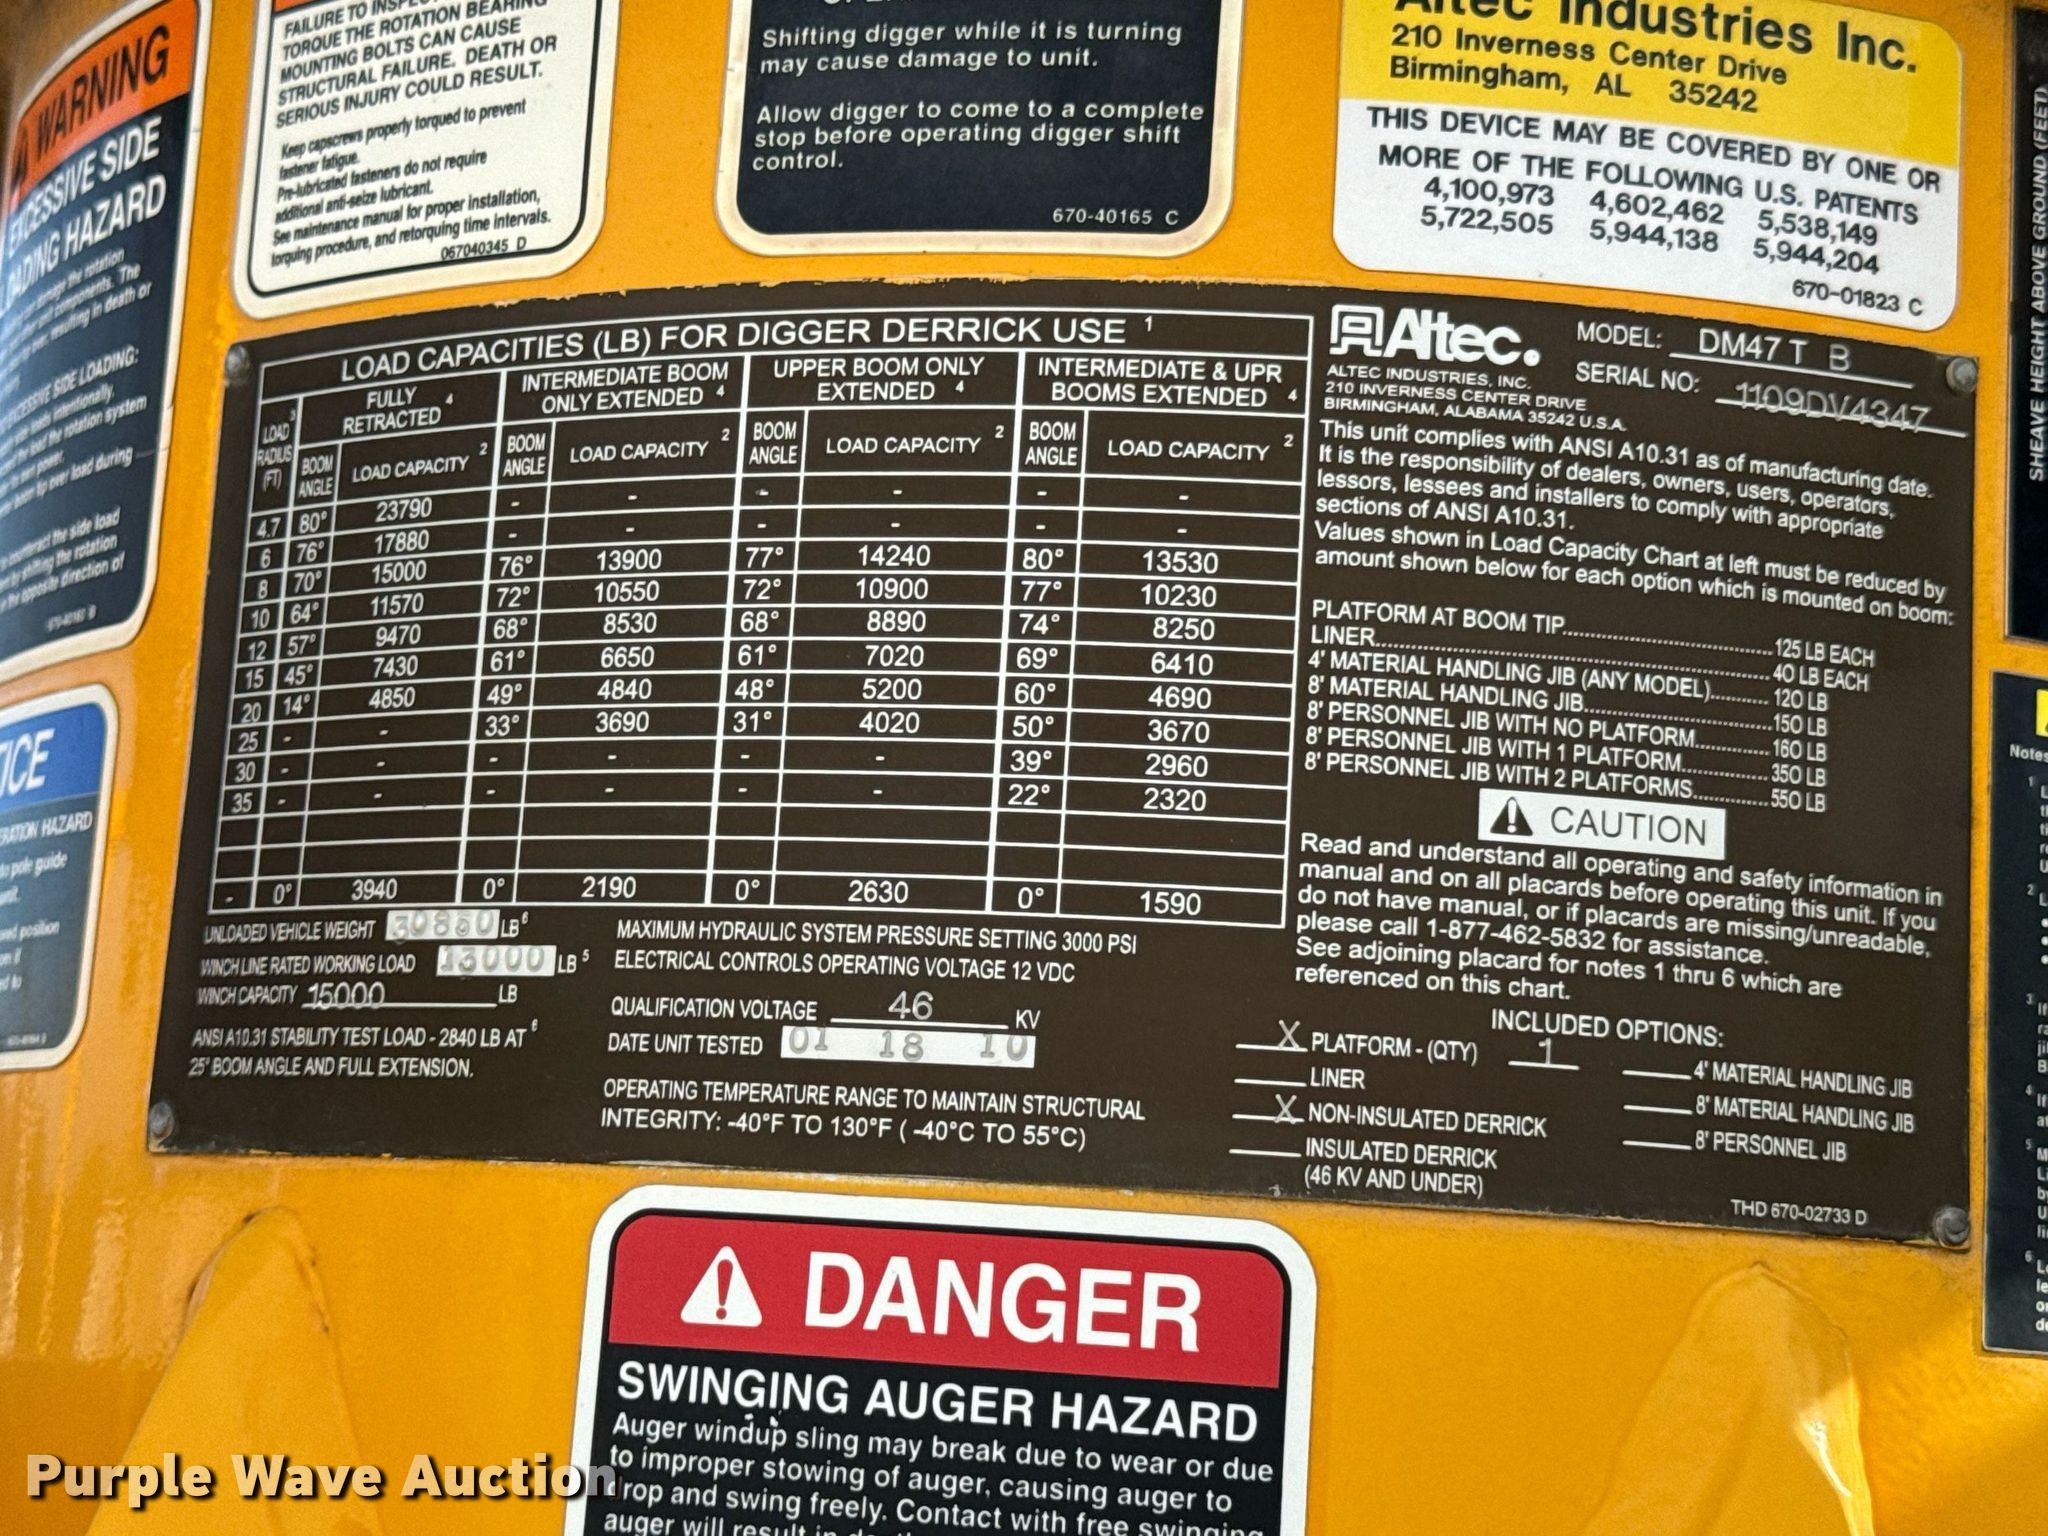 WARNING
EXCESSIVE SIDE
LOADING HAZARD
FAILURE TO INSPECT
TORQUE THE ROTATION BEARING
MOUNTING BOLTS CAN CAUSE
STRUCTURAL FAILURE. DEATH OR
SERIOUS INJURY COULD RESULT.
Keep capscrews properly torqued to prevent
fastener fatigue.
Pre-lubricated fasteners do not require
additional anti-seize lubricant.
See maintenance manual for proper installation,
torquing procedure, and retorquing time intervals.
067040345 D
Shifting digger while it is turning
may cause damage to unit.
Allow digger to come to a complete
stop before operating digger shift
control.
670-40165 C
Altec Industries Inc.
210 Inverness Center Drive
Birmingham, AL 35242
THIS DEVICE MAY BE COVERED BY ONE OR
MORE OF THE FOLLOWING U.S. PATENTS
4,100,973 4,602,462 5,538,149
5,722,505 5,944,138 5,944,204
670-01823 C
SHEAVE HEIGHT ABOVE GROUND (FEET)
LOAD CAPACITIES (LB) FOR DIGGER DERRICK USE 1
LOAD 3 RADIUS (FT)
FULLY RETRACTED 4
INTERMEDIATE BOOM ONLY EXTENDED 4
UPPER BOOM ONLY EXTENDED 4
INTERMEDIATE & UPR BOOMS EXTENDED 4
BOOM ANGLE LOAD CAPACITY 2 BOOM ANGLE LOAD CAPACITY 2 BOOM ANGLE LOAD CAPACITY 2 BOOM ANGLE LOAD CAPACITY 2
4.7 80° 23790 - - - - - -
6 76° 17880 - - - - - -
8 70° 15000 76° 13900 77° 14240 80° 13530
10 64° 11570 72° 10550 72° 10900 77° 10230
12 57° 9470 68° 8530 68° 8890 74° 8250
15 45° 7430 61° 6650 61° 7020 69° 6410
20 14° 4850 49° 4840 48° 5200 60° 4690
25 - - 33° 3690 31° 4020 50° 3670
30 - - - - - - 39° 2960
35 - - - - - - 22° 2320
- 0° 3940 0° 2190 0° 2630 0° 1590
UNLOADED VEHICLE WEIGHT 30860 LB 6
WINCH LINE RATED WORKING LOAD 13000 LB 5
WINCH CAPACITY 15000 LB
ANSI A10.31 STABILITY TEST LOAD - 2840 LB AT 6
25° BOOM ANGLE AND FULL EXTENSION.
MAXIMUM HYDRAULIC SYSTEM PRESSURE SETTING 3000 PSI
ELECTRICAL CONTROLS OPERATING VOLTAGE 12 VDC
QUALIFICATION VOLTAGE 46 KV
DATE UNIT TESTED 01 18 10
OPERATING TEMPERATURE RANGE TO MAINTAIN STRUCTURAL
INTEGRITY: -40°F TO 130°F ( -40°C TO 55°C)
Altec.
ALTEC INDUSTRIES, INC.
210 INVERNESS CENTER DRIVE
BIRMINGHAM, ALABAMA 35242 U.S.A.
MODEL: DM47 T B
SERIAL NO: 1109DV4347
This unit complies with ANSI A10.31 as of manufacturing date.
It is the responsibility of dealers, owners, users, operators,
lessors, lessees and installers to comply with appropriate
sections of ANSI A10.31.
Values shown in Load Capacity Chart at left must be reduced by
amount shown below for each option which is mounted on boom:
PLATFORM AT BOOM TIP 125 LB EACH
LINER 40 LB EACH
4' MATERIAL HANDLING JIB (ANY MODEL) 120 LB
8' MATERIAL HANDLING JIB 150 LB
8' PERSONNEL JIB WITH NO PLATFORM 160 LB
8' PERSONNEL JIB WITH 1 PLATFORM 350 LB
8' PERSONNEL JIB WITH 2 PLATFORMS 550 LB
CAUTION
Read and understand all operating and safety information in
manual and on all placards before operating this unit. If you
do not have manual, or if placards are missing/unreadable,
please call 1-877-462-5832 for assistance.
See adjoining placard for notes 1 thru 6 which are
referenced on this chart.
INCLUDED OPTIONS:
X PLATFORM - (QTY) 1
LINER
X NON-INSULATED DERRICK
INSULATED DERRICK
(46 KV AND UNDER)
4' MATERIAL HANDLING JIB
8' MATERIAL HANDLING JIB
8' PERSONNEL JIB
THD 670-02733 D
DANGER
SWINGING AUGER HAZARD
Auger windup sling may break due to wear or due
to improper stowing of auger, causing auger to
drop and swing freely. Contact with free swinging
auger will result in
Purple Wave Auction